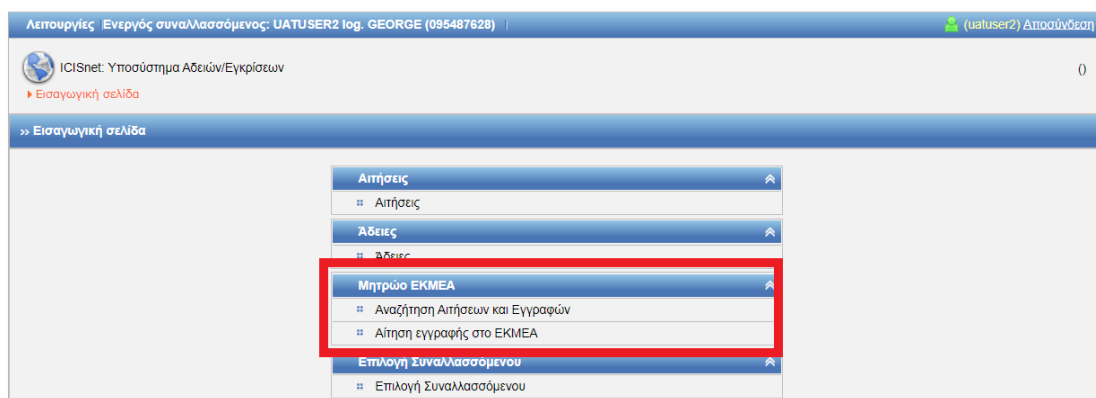 Λειτουργίες |Ενεργός συναλλασσόμενος: UATUSER2 log. GEORGE (095487628) | (uatuser2) Αποσύνδεση
ICISnet: Υποσύστημα Αδειών/Εγκρίσεων ()
Εισαγωγική σελίδα
» Εισαγωγική σελίδα
Αιτήσεις
Αιτήσεις
Άδειες
Άδειες
Μητρώο ΕΚΜΕΑ
Αναζήτηση Αιτήσεων και Εγγραφών
Αίτηση εγγραφής στο ΕΚΜΕΑ
Επιλογή Συναλλασσόμενου
Επιλογή Συναλλασσόμενου